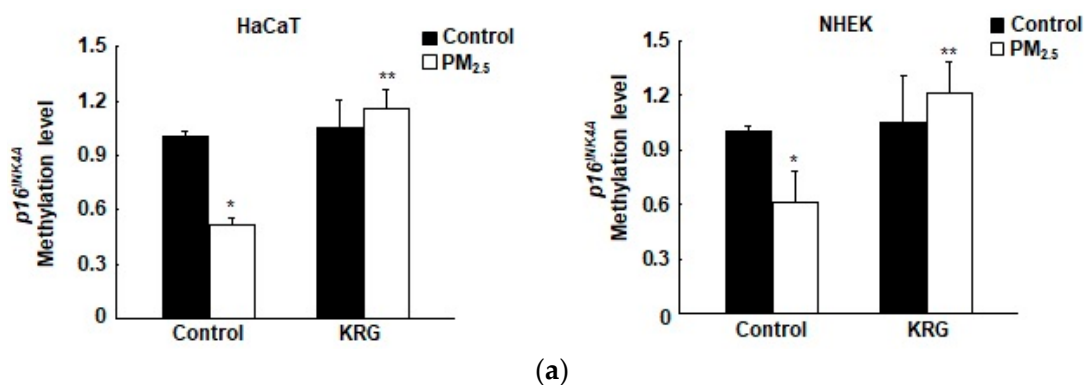 HaCaT
Control
PM2.5
1.5
1.2
0.9
0.6
0.3
0
p16INK4A
Methylation level
*
**
Control KRG
NHEK
Control
PM2.5
1.5
1.2
0.9
0.6
0.3
0
p16INK4A
Methylation level
*
**
Control KRG
(a)